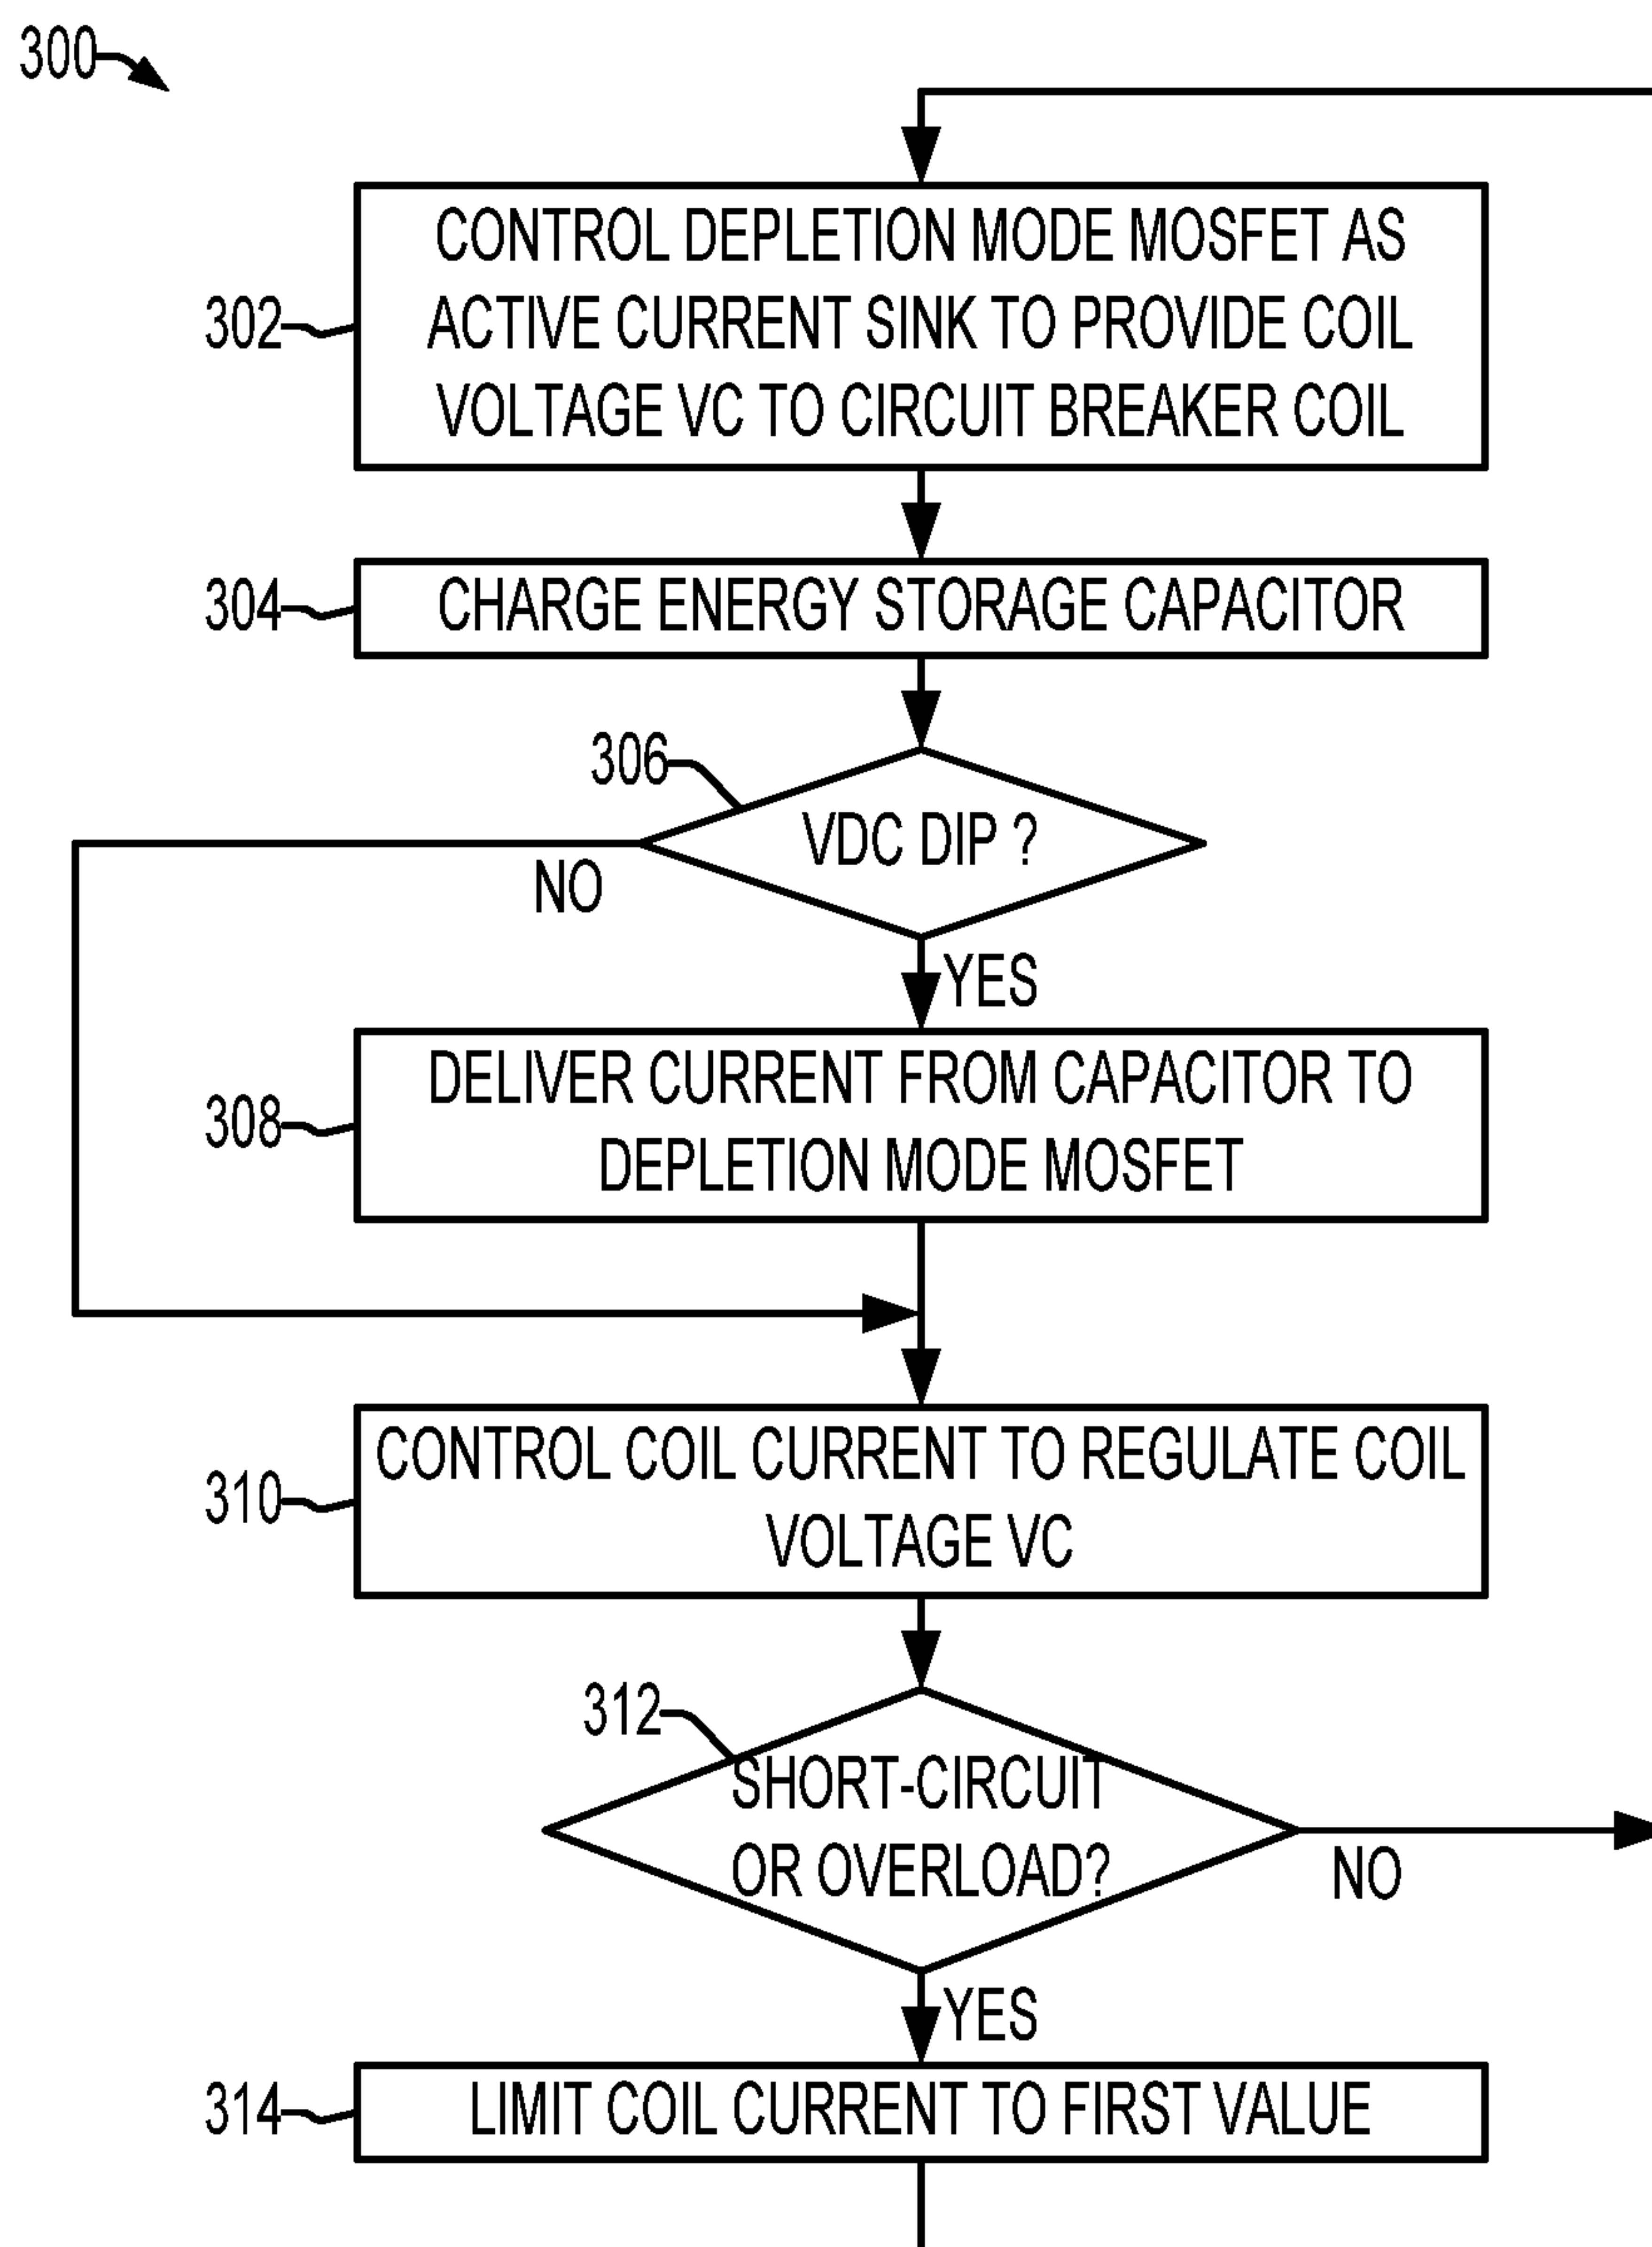 300
CONTROL DEPLETION MODE MOSFET AS
ACTIVE CURRENT SINK TO PROVIDE COIL
VOLTAGE VC TO CIRCUIT BREAKER COIL
302
304
CHARGE ENERGY STORAGE CAPACITOR
306
VDC DIP ?
NO
YES
308
DELIVER CURRENT FROM CAPACITOR TO
DEPLETION MODE MOSFET
310
CONTROL COIL CURRENT TO REGULATE COIL
VOLTAGE VC
312
SHORT-CIRCUIT
OR OVERLOAD?
NO
YES
314
LIMIT COIL CURRENT TO FIRST VALUE